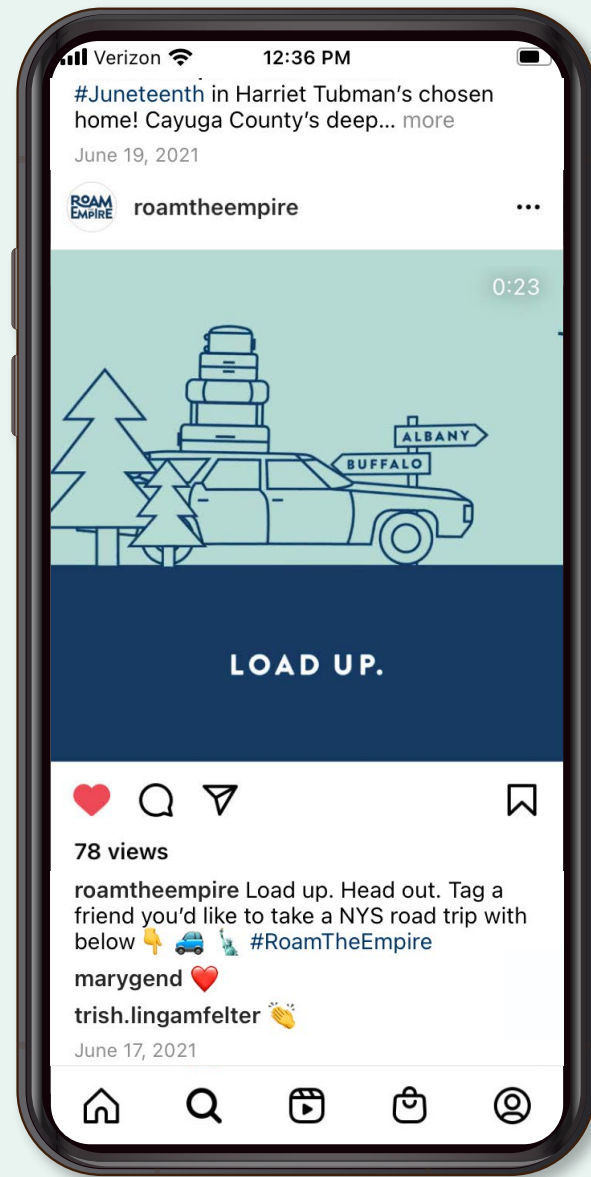 Verizon 12:36 PM
#Juneteenth in Harriet Tubman's chosen
home! Cayuga County's deep... more
June 19, 2021
ROAM
EMPIRE
roamtheempire
0:23
ALBANY
BUFFALO
LOAD UP.
78 views
roamtheempire Load up. Head out. Tag a
friend you'd like to take a NYS road trip with
below 👇 🚙 🗽 #RoamTheEmpire
marygend ❤️
trish.lingamfelter 👏
June 17, 2021